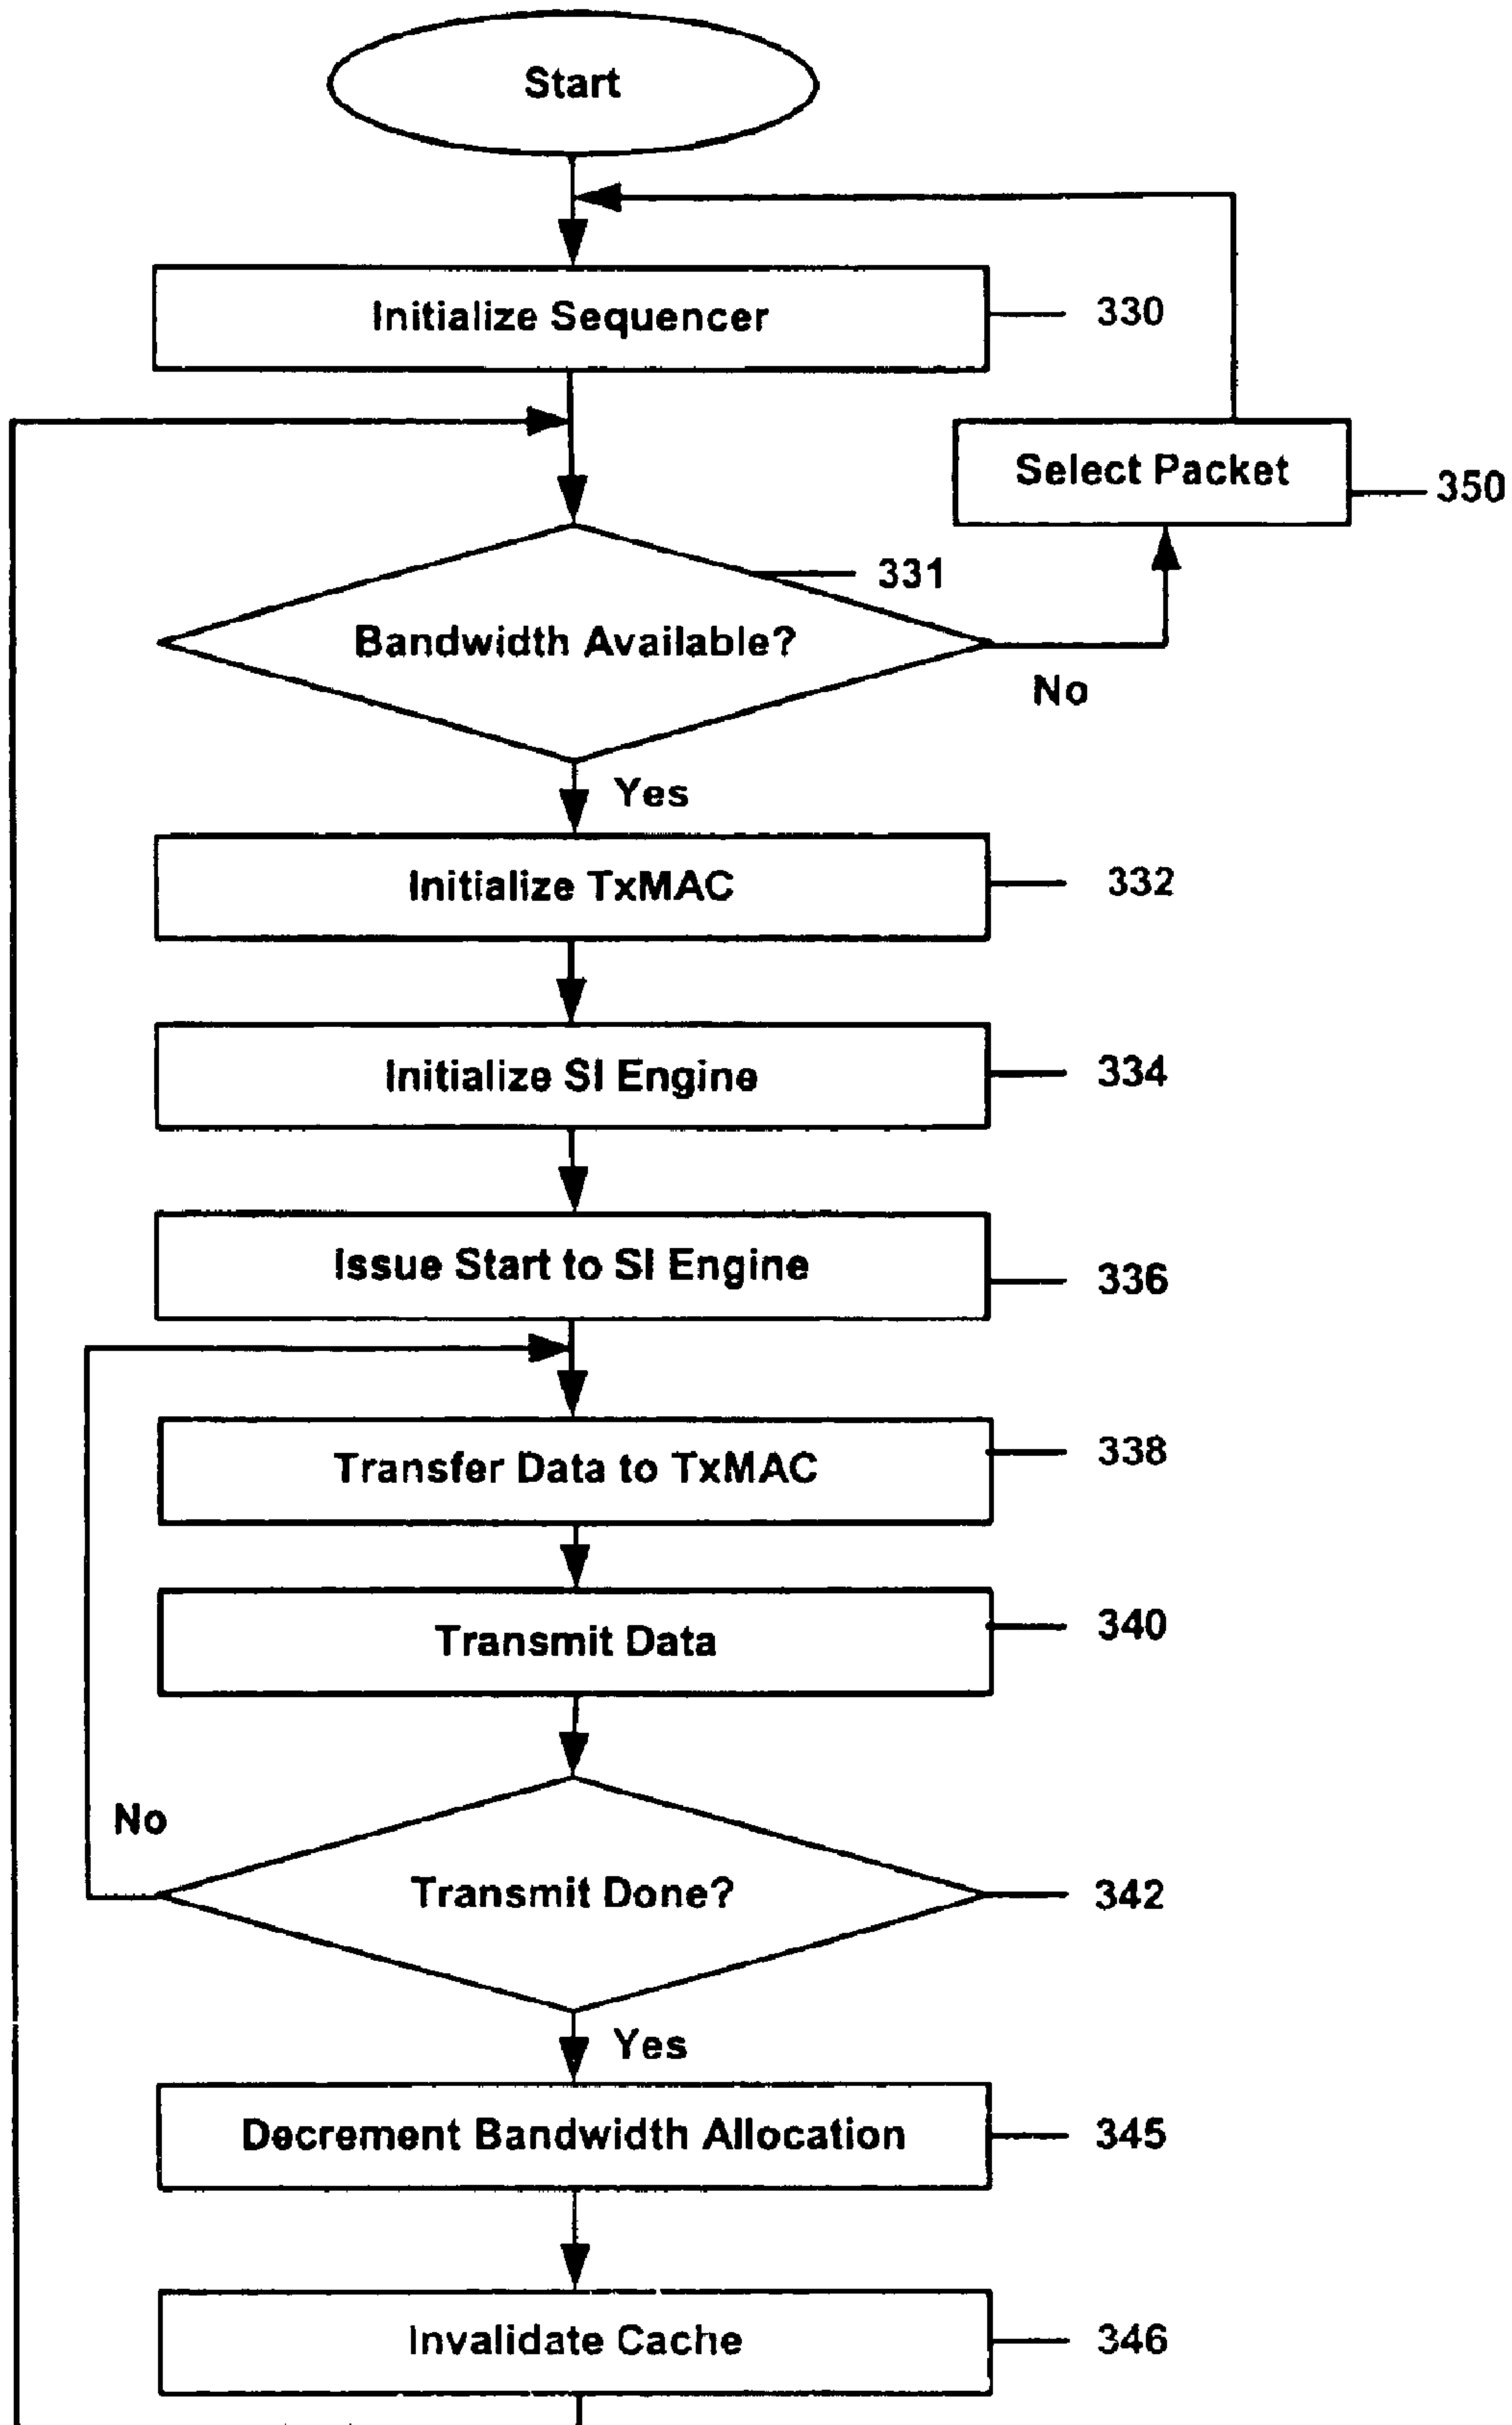 Start
Initialize Sequencer
330
Select Packet
350
331
Bandwidth Available?
No
Yes
Initialize TxMAC
332
Initialize SI Engine
334
Issue Start to SI Engine
336
Transfer Data to TxMAC
338
Transmit Data
340
No
Transmit Done?
342
Yes
Decrement Bandwidth Allocation
345
Invalidate Cache
346